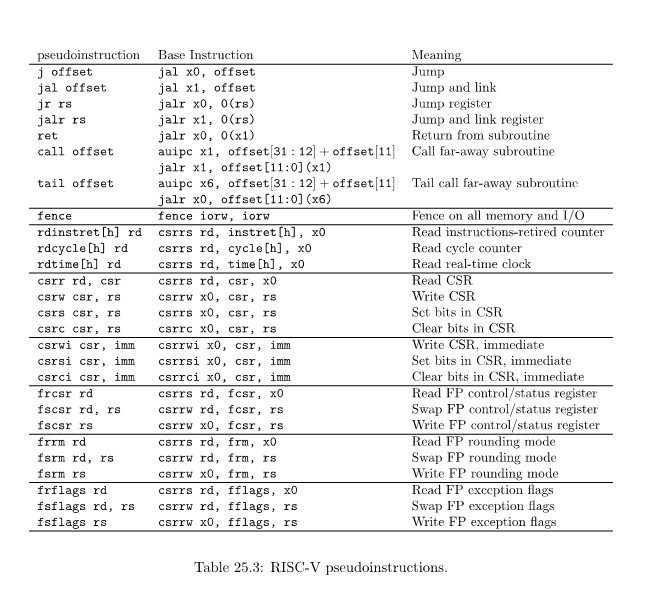 pseudoinstruction Base Instruction Meaning
j offset jal x0, offset Jump
jal offset jal x1, offset Jump and link
jr rs jalr x0, 0(rs) Jump register
jalr rs jalr x1, 0(rs) Jump and link register
ret jalr x0, 0(x1) Return from subroutine
call offset auipc x1, offset[31 : 12] + offset[11] Call far-away subroutine
jalr x1, offset[11:0](x1)
tail offset auipc x6, offset[31 : 12] + offset[11] Tail call far-away subroutine
jalr x0, offset[11:0](x6)
fence fence iorw, iorw Fence on all memory and I/O
rdinstret[h] rd csrrs rd, instret[h], x0 Read instructions-retired counter
rdcycle[h] rd csrrs rd, cycle[h], x0 Read cycle counter
rdtime[h] rd csrrs rd, time[h], x0 Read real-time clock
csrr rd, csr csrrs rd, csr, x0 Read CSR
csrw csr, rs csrrw x0, csr, rs Write CSR
csrs csr, rs csrrs x0, csr, rs Set bits in CSR
csrc csr, rs csrrc x0, csr, rs Clear bits in CSR
csrwi csr, imm csrrwi x0, csr, imm Write CSR, immediate
csrsi csr, imm csrrsi x0, csr, imm Set bits in CSR, immediate
csrci csr, imm csrrci x0, csr, imm Clear bits in CSR, immediate
frcsr rd csrrs rd, fcsr, x0 Read FP control/status register
fscsr rd, rs csrrw rd, fcsr, rs Swap FP control/status register
fscsr rs csrrw x0, fcsr, rs Write FP control/status register
frrm rd csrrs rd, frm, x0 Read FP rounding mode
fsrm rd, rs csrrw rd, frm, rs Swap FP rounding mode
fsrm rs csrrw x0, frm, rs Write FP rounding mode
frflags rd csrrs rd, fflags, x0 Read FP exception flags
fsflags rd, rs csrrw rd, fflags, rs Swap FP exception flags
fsflags rs csrrw x0, fflags, rs Write FP exception flags
Table 25.3: RISC-V pseudoinstructions.